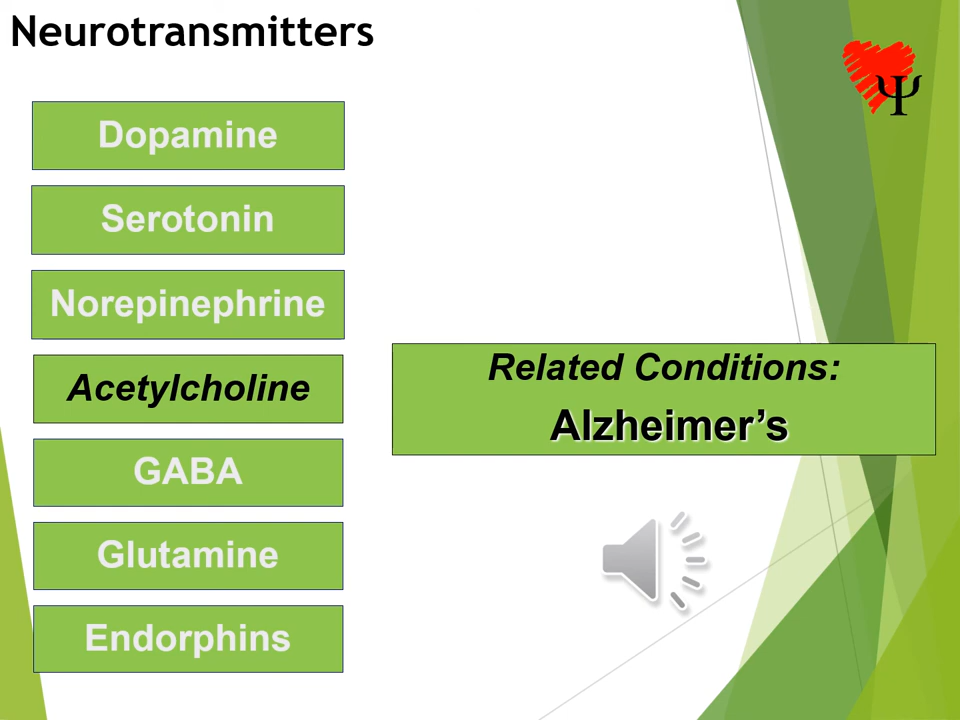 Neurotransmitters
Dopamine
Serotonin
Norepinephrine
Acetylcholine
GABA
Glutamine
Endorphins
Related Conditions:
Alzheimer’s
Ψ